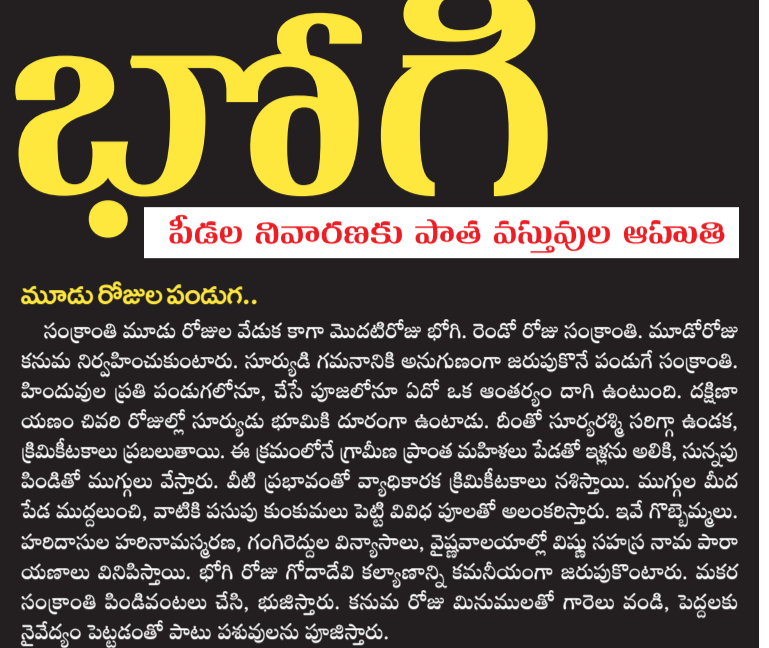 భోగి
పీడల నివారణకు పాత వస్తువుల ఆహుతి
మూడు రోజుల పండుగ..
సంక్రాంతి మూడు రోజుల వేడుక కాగా మొదటిరోజు భోగి. రెండో రోజు సంక్రాంతి. మూడోరోజు
కనుమ నిర్వహించుకుంటారు. సూర్యుడి గమనానికి అనుగుణంగా జరుపుకొనే పండుగే సంక్రాంతి.
హిందువుల ప్రతి పండుగలోనూ, చేసే పూజలోనూ ఏదో ఒక ఆంతర్యం దాగి ఉంటుంది. దక్షిణా
యణం చివరి రోజుల్లో సూర్యుడు భూమికి దూరంగా ఉంటాడు. దీంతో సూర్యరశ్మి సరిగ్గా ఉండక,
క్రిమికీటకాలు ప్రబలుతాయి. ఈ క్రమంలోనే గ్రామీణ ప్రాంత మహిళలు పేడతో ఇళ్లను అలికి, సున్నపు
పిండితో ముగ్గులు వేస్తారు. వీటి ప్రభావంతో వ్యాధికారక క్రిమికీటకాలు నశిస్తాయి. ముగ్గుల మీద
పేడ ముద్దలుంచి, వాటికి పసుపు కుంకుమలు పెట్టి వివిధ పూలతో అలంకరిస్తారు. ఇవే గొబ్బెమ్మలు.
హరిదాసుల హరినామస్మరణ, గంగిరెద్దుల విన్యాసాలు, వైష్ణవాలయాల్లో విష్ణు సహస్ర నామ పారా
యణాలు వినిపిస్తాయి. భోగి రోజు గోదాదేవి కల్యాణాన్ని కమనీయంగా జరుపుకొంటారు. మకర
సంక్రాంతి పిండివంటలు చేసి, భుజిస్తారు. కనుమ రోజు మినుములతో గారెలు వండి, పెద్దలకు
నైవేద్యం పెట్టడంతో పాటు పశువులను పూజిస్తారు.